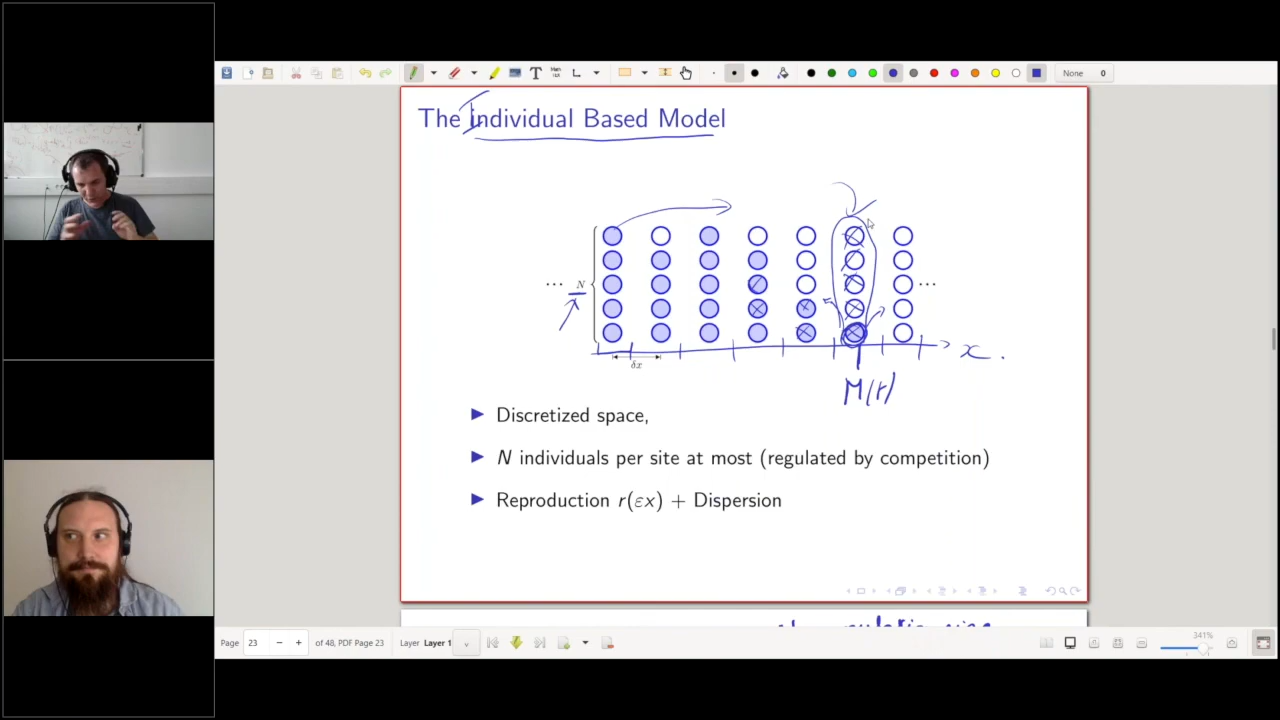 None 0
The Individual Based Model
... N ...
δx
x .
M(r)
▶ Discretized space,
▶ N individuals per site at most (regulated by competition)
▶ Reproduction r(εx) + Dispersion
Page 23 of 48, PDF Page 23 Layer Layer 1 341%